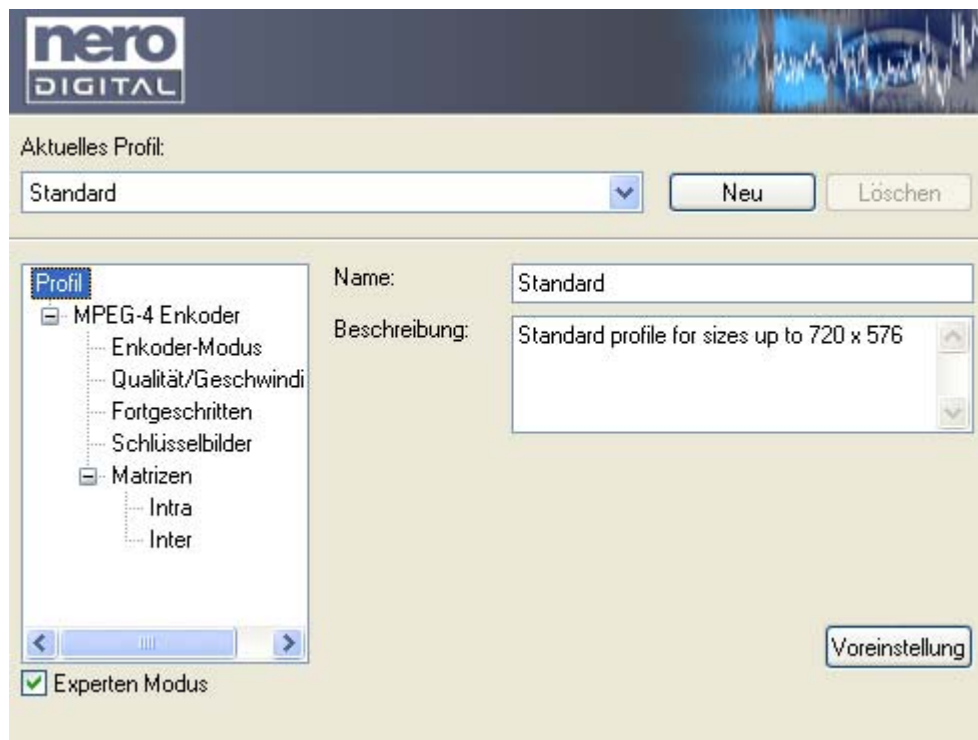 nero
DIGITAL
Aktuelles Profil:
Standard
Neu
Löschen
Profil
MPEG-4 Enkoder
Enkoder-Modus
Qualität/Geschwindi
Fortgeschritten
Schlüsselbilder
Matrizen
Intra
Inter
Name:
Standard
Beschreibung:
Standard profile for sizes up to 720 x 576
Voreinstellung
Experten Modus